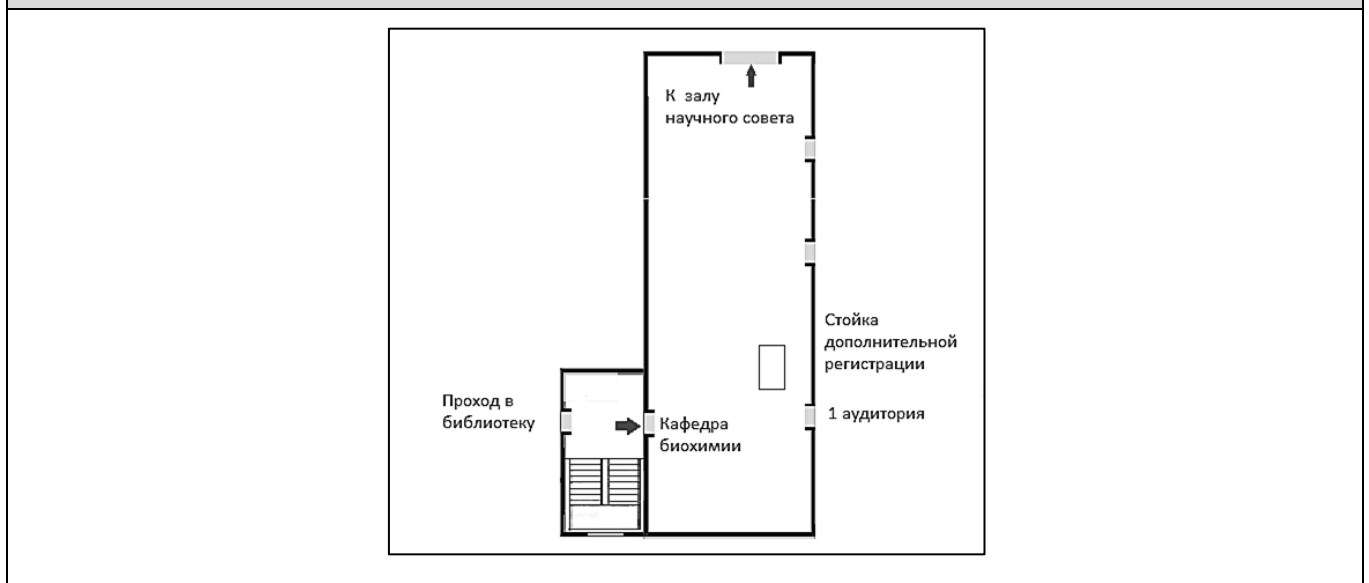 К залу
научного совета
Стойка
дополнительной
регистрации
Проход в
библиотеку
Кафедра
биохимии
1 аудитория